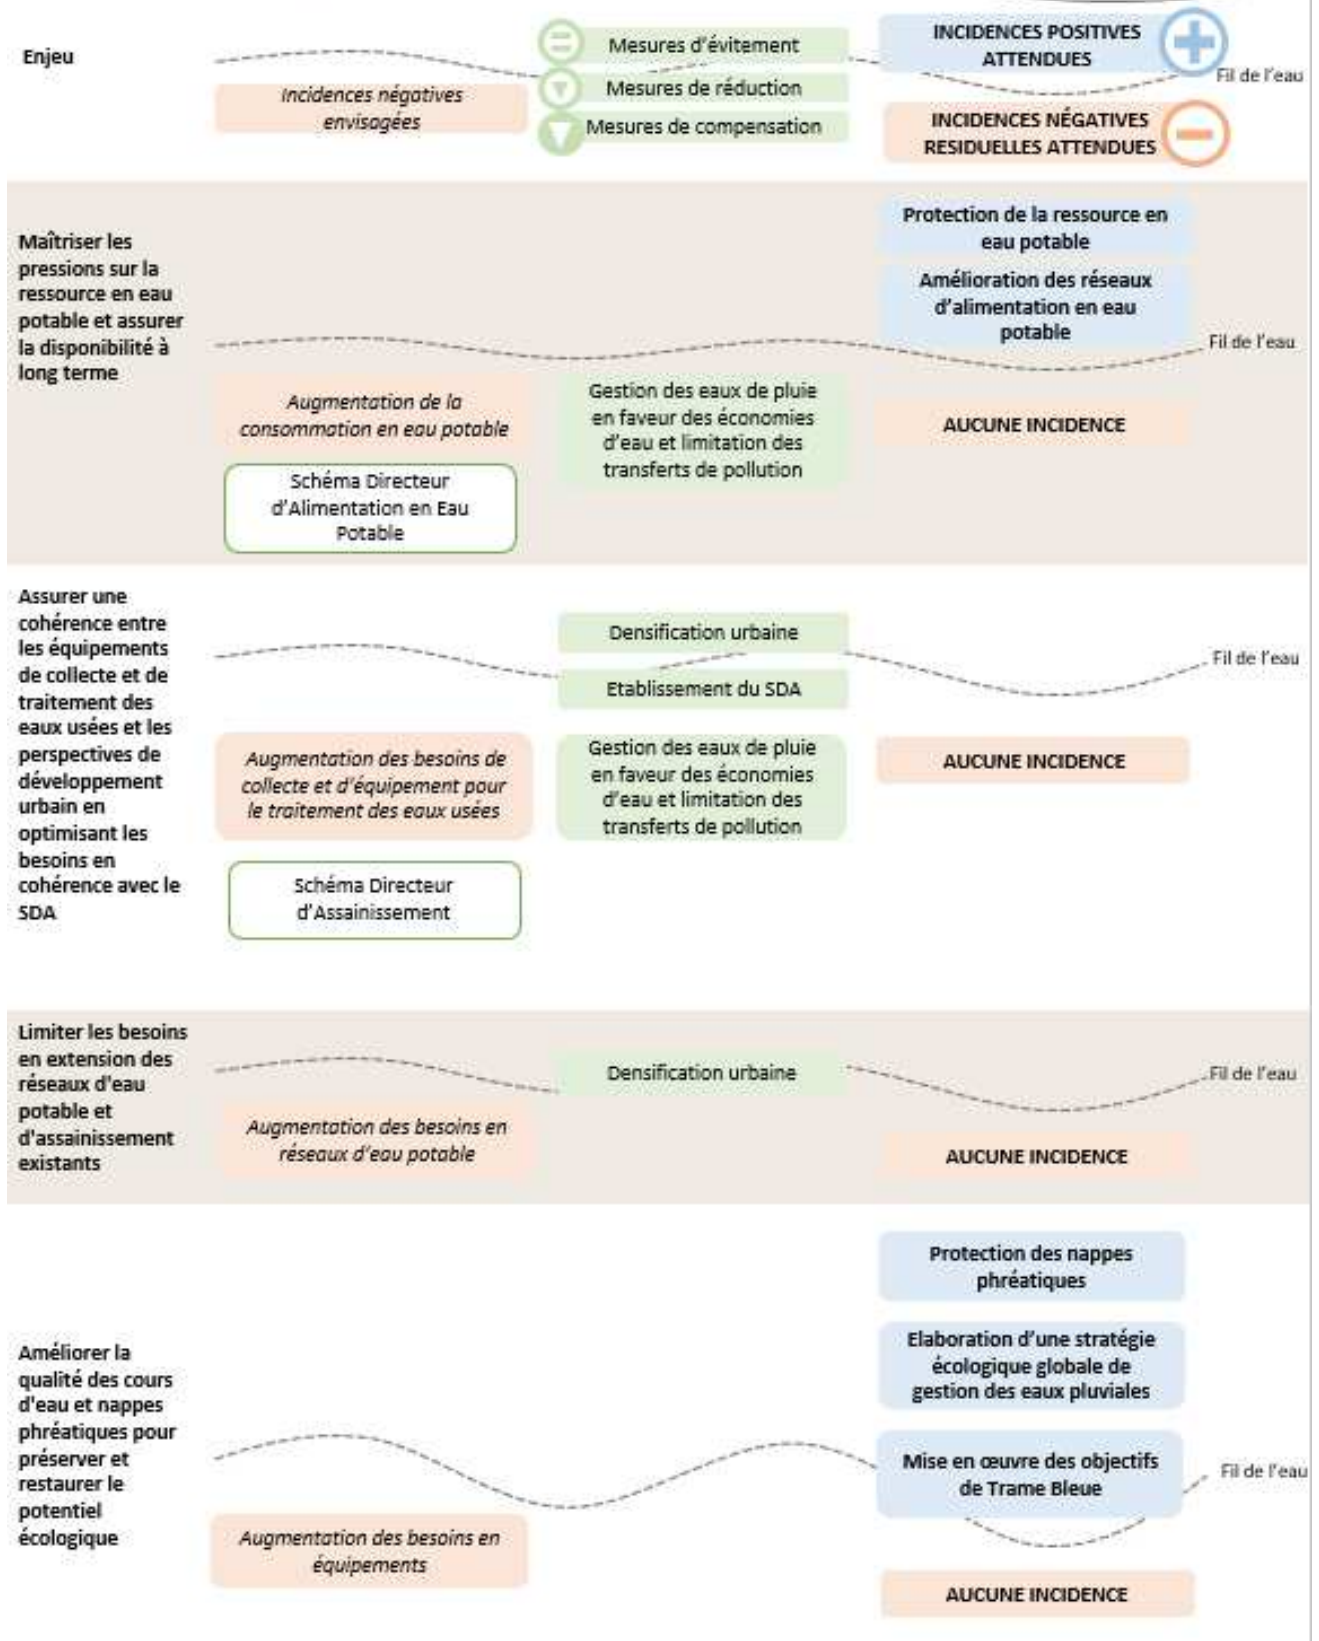 Enjeu
Incidences négatives
envisagées
Mesures d'évitement
Mesures de réduction
Mesures de compensation
INCIDENCES POSITIVES
ATTENDUES
Fil de l'eau
INCIDENCES NÉGATIVES
RESIDUELLES ATTENDUES
Maîtriser les
pressions sur la
ressource en eau
potable et assurer
la disponibilité à
long terme
Augmentation de la
consommation en eau potable
Schéma Directeur
d'Alimentation en Eau
Potable
Gestion des eaux de pluie
en faveur des économies
d'eau et limitation des
transferts de pollution
Protection de la ressource en
eau potable
Amélioration des réseaux
d'alimentation en eau
potable
Fil de l'eau
AUCUNE INCIDENCE
Assurer une
cohérence entre
les équipements
de collecte et de
traitement des
eaux usées et les
perspectives de
développement
urbain en
optimisant les
besoins en
cohérence avec le
SDA
Augmentation des besoins de
collecte et d'équipement pour
le traitement des eaux usées
Schéma Directeur
d'Assainissement
Densification urbaine
Etablissement du SDA
Gestion des eaux de pluie
en faveur des économies
d'eau et limitation des
transferts de pollution
Fil de l'eau
AUCUNE INCIDENCE
Limiter les besoins
en extension des
réseaux d'eau
potable et
d'assainissement
existants
Augmentation des besoins en
réseaux d'eau potable
Densification urbaine
Fil de l'eau
AUCUNE INCIDENCE
Améliorer la
qualité des cours
d'eau et nappes
phréatiques pour
préserver et
restaurer le
potentiel
écologique
Augmentation des besoins en
équipements
Protection des nappes
phréatiques
Elaboration d'une stratégie
écologique globale de
gestion des eaux pluviales
Mise en œuvre des objectifs
de Trame Bleue
Fil de l'eau
AUCUNE INCIDENCE